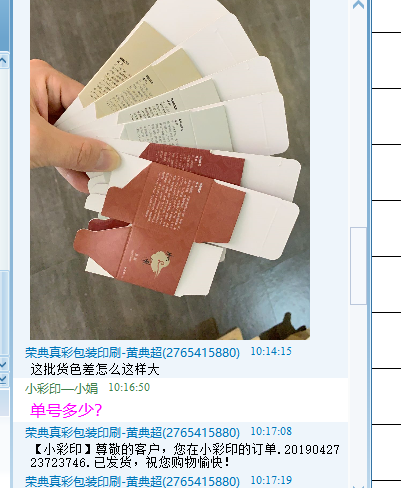 荣典真彩包装印刷-黄典超(2765415880) 10:14:15
这批货色差怎么这样大
小彩印—小娟 10:16:50
单号多少?
荣典真彩包装印刷-黄典超(2765415880) 10:17:08
【小彩印】尊敬的客户，您在小彩印的订单.20190427
23723746.已发货，祝您购物愉快！
荣典真彩包装印刷-黄典超(2765415880) 10:17:19